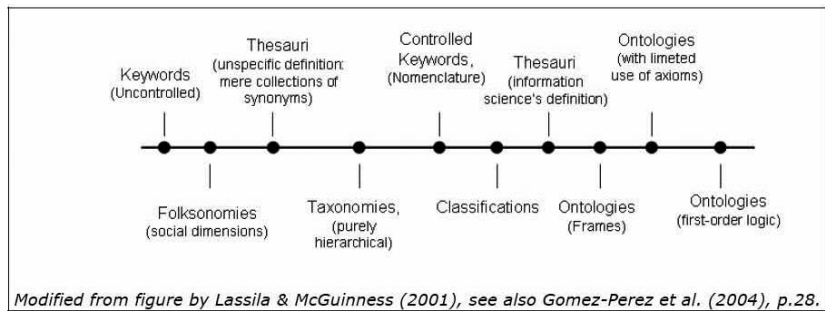 Keywords
(Uncontrolled)
Thesauri
(unspecific definition:
mere collections of
synonyms)
Controlled
Keywords,
(Nomenclature)
Thesauri
(information
science's definition)
Ontologies
(with limeted
use of axioms)
Folksonomies
(social dimensions)
Taxonomies,
(purely
hierarchical)
Classifications
Ontologies
(Frames)
Ontologies
(first-order logic)
Modified from figure by Lassila & McGuinness (2001), see also Gomez-Perez et al. (2004), p.28.